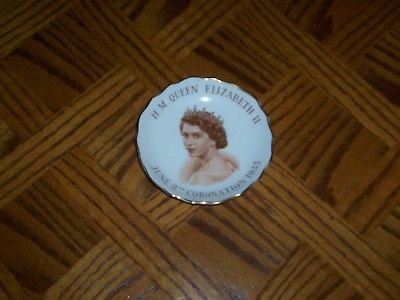 H.M. QUEEN ELIZABETH II
JUNE 2ND CORONATION 1953